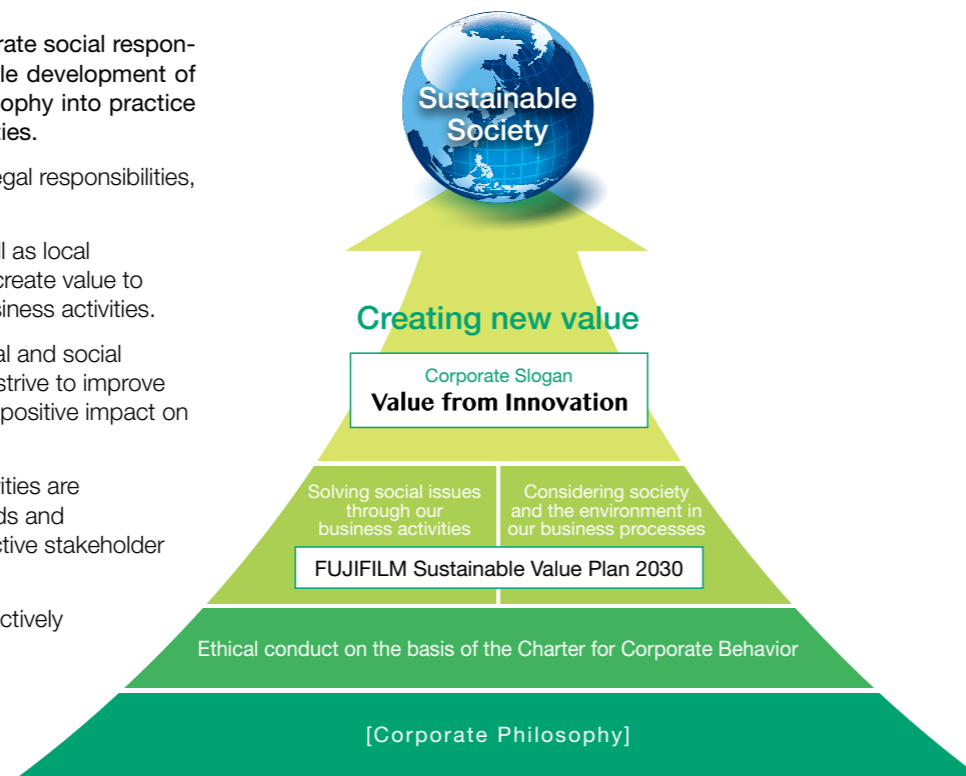 rate social respon-
le development of
ophy into practice
ties.
egal responsibilities,
ll as local
create value to
siness activities.
al and social
strive to improve
positive impact on
ities are
ds and
ctive stakeholder
ctively
Sustainable
Society
Creating new value
Corporate Slogan
Value from Innovation
Solving social issues
through our
business activities
Considering society
and the environment in
our business processes
FUJIFILM Sustainable Value Plan 2030
Ethical conduct on the basis of the Charter for Corporate Behavior
[Corporate Philosophy]